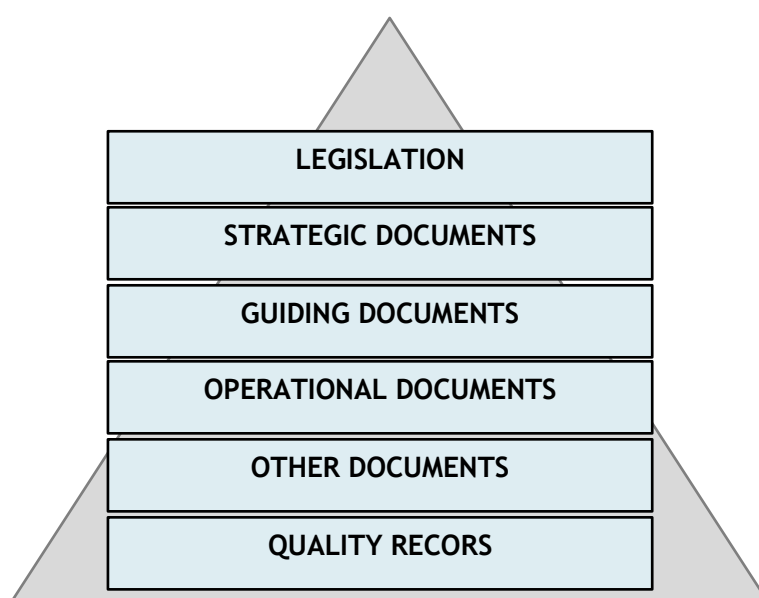 LEGISLATION
STRATEGIC DOCUMENTS
GUIDING DOCUMENTS
OPERATIONAL DOCUMENTS
OTHER DOCUMENTS
QUALITY RECORS